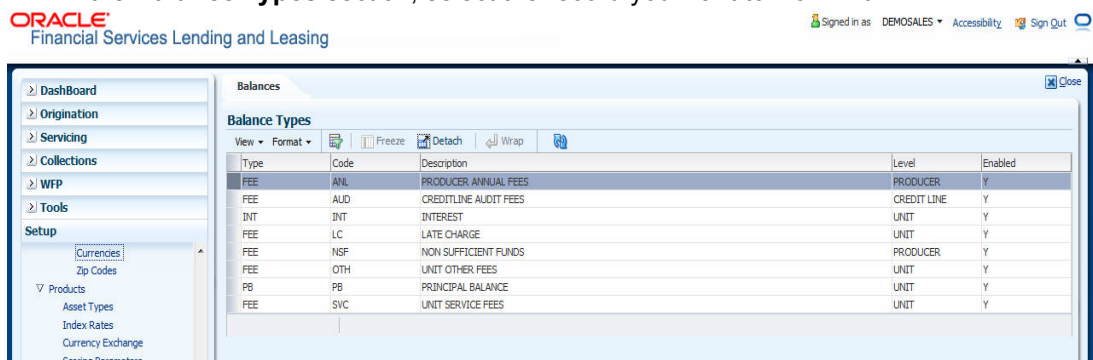 ORACLE
Financial Services Lending and Leasing
Signed in as DEMOSALES Accessibility Sign Out
DashBoard
Origination
Servicing
Collections
WFP
Tools
Setup
Currencies
Zip Codes
Products
Asset Types
Index Rates
Currency Exchange
Balances
Close
Balance Types
View Format Freeze Detach Wrap
Type Code Description Level Enabled
FEE ANL PRODUCER ANNUAL FEES PRODUCER Y
FEE AUD CREDITLINE AUDIT FEES CREDIT LINE Y
INT INT INTEREST UNIT Y
FEE LC LATE CHARGE UNIT Y
FEE NSF NON SUFFICIENT FUNDS PRODUCER Y
FEE OTH UNIT OTHER FEES UNIT Y
PB PB PRINCIPAL BALANCE UNIT Y
FEE SVC UNIT SERVICE FEES UNIT Y